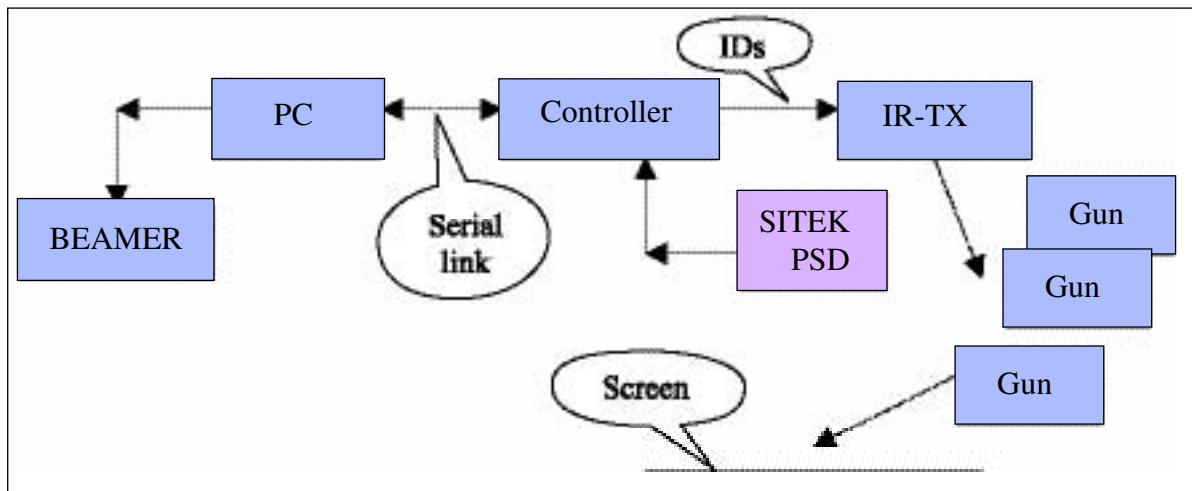 IDs
PC
Controller
IR-TX
BEAMER
Serial
link
SITEK
PSD
Gun
Gun
Gun
Screen